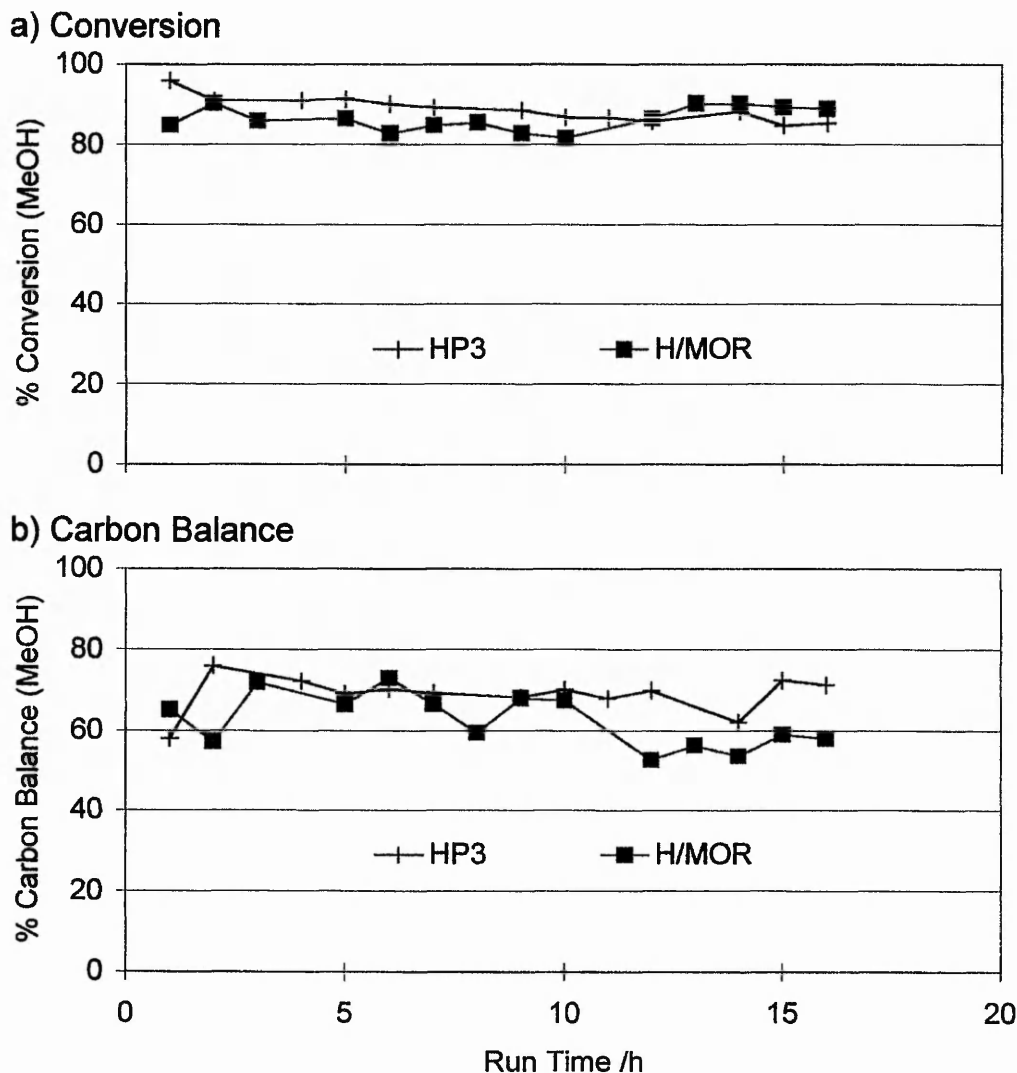 a) Conversion
% Conversion (MeOH)
100
80
60
40
20
0
HP3
H/MOR
b) Carbon Balance
% Carbon Balance (MeOH)
100
80
60
40
20
0
HP3
H/MOR
0 5 10 15 20
Run Time /h